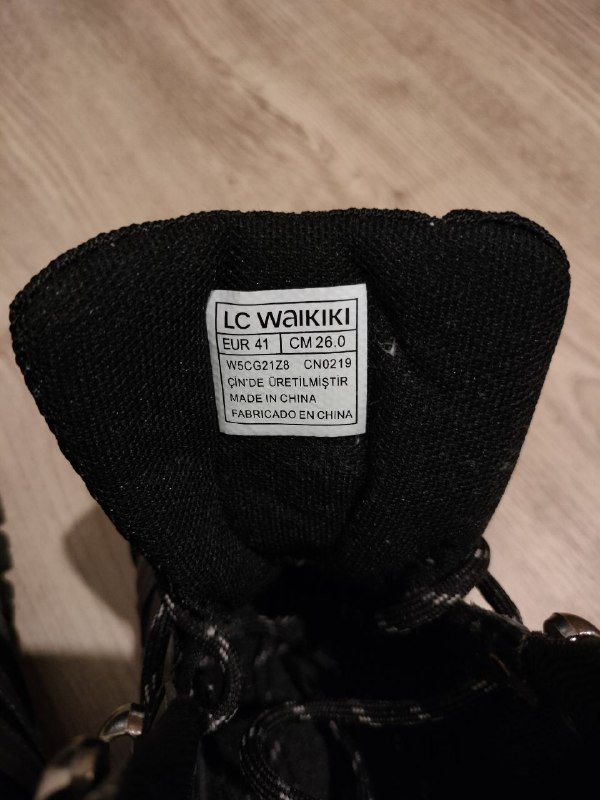 LC WAIKIKI
EUR 41 CM 26.0
W5CG21Z8 CN0219
ÇİN'DE ÜRETİLMİŞTİR
MADE IN CHINA
FABRICADO EN CHINA